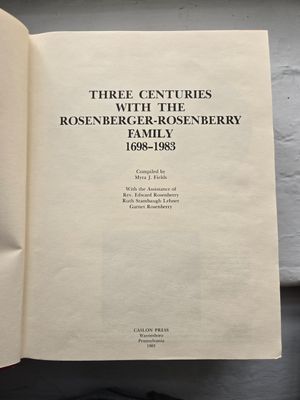 THREE CENTURIES
WITH THE
ROSENBERGER-ROSENBERRY
FAMILY
1698–1983
Compiled by
Myra J. Fields
With the Assistance of
Rev. Edward Rosenberry
Ruth Stambaugh Lehner
Garnet Rosenberry
CASLON PRESS
Waynesboro
Pennsylvania